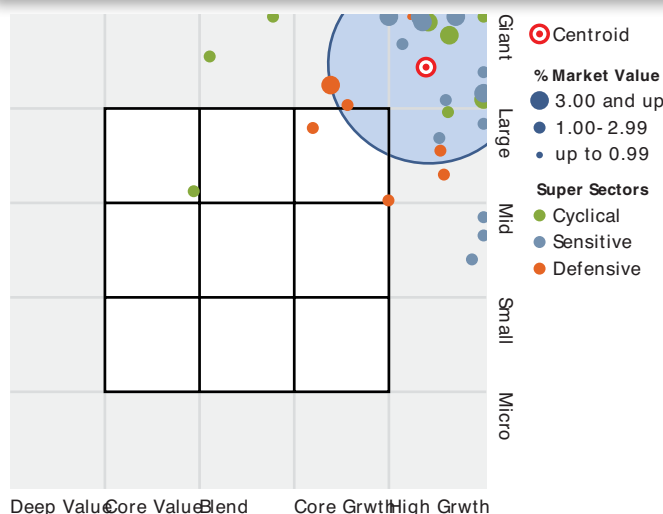 Giant
Large
Mid
Small
Micro
Deep Value Core Value Blend Core Grwth High Grwth
Centroid
% Market Value
3.00 and up
1.00-2.99
up to 0.99
Super Sectors
Cyclical
Sensitive
Defensive